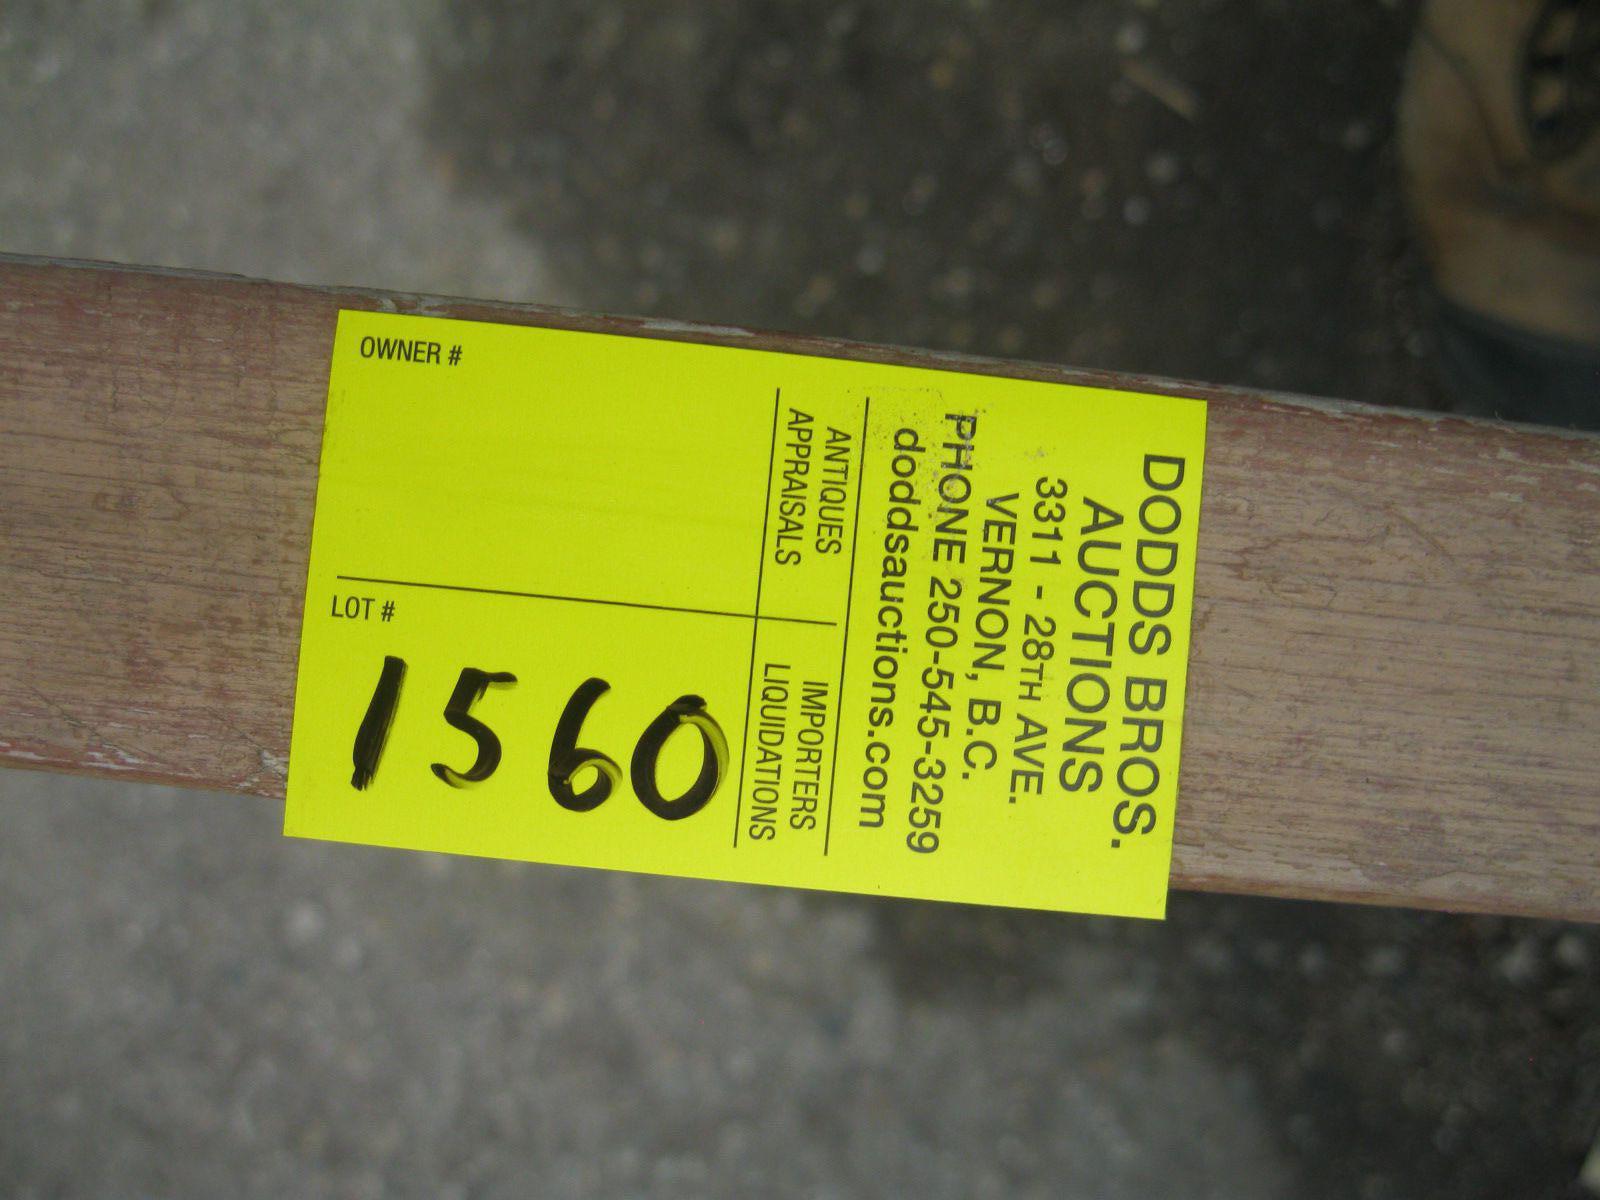 DODDS BROS.
AUCTIONS
3311 - 28TH AVE.
VERNON, B.C.
PHONE 250-545-3259
doddsauctions.com
ANTIQUES
APPRAISALS
IMPORTERS
LIQUIDATIONS
OWNER #
LOT #
1560